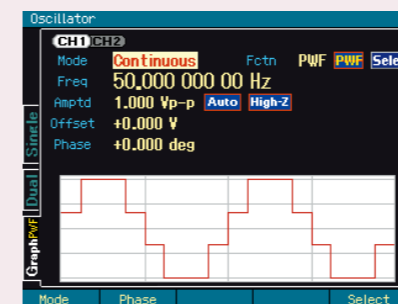 Oscillator
CH1 CH2
Mode Continuous Fctn PWF PWF Sele
Freq 50.000 000 00 Hz
Amptd 1.000 Vp-p Auto High-Z
Offset +0.000 V
Phase +0.000 deg
Single
Dual
Graph PWF
Mode Phase Select